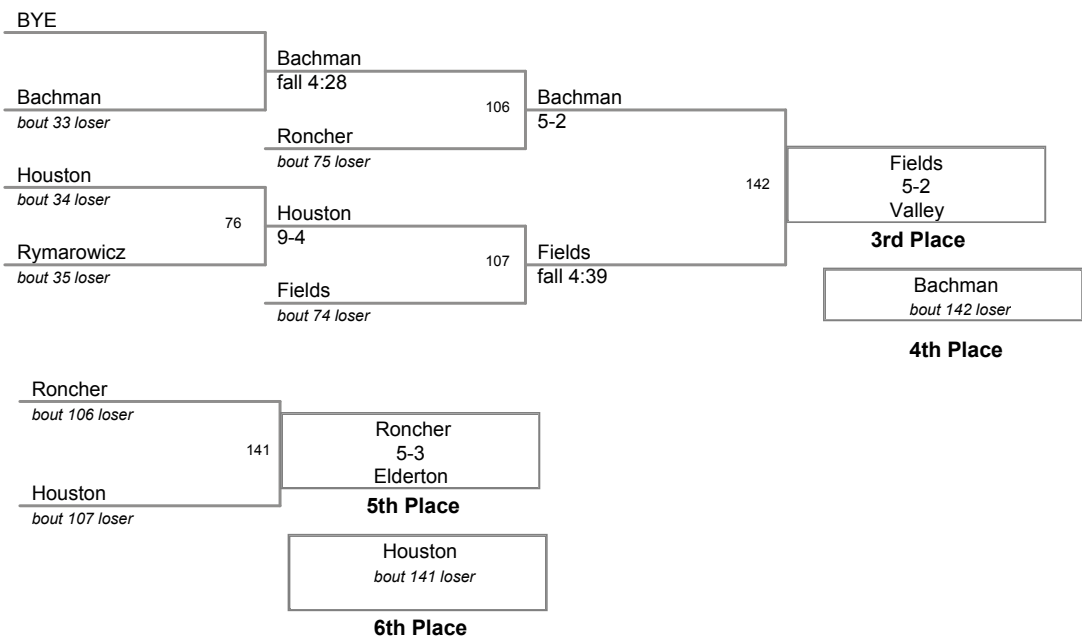 BYE
Bachman
fall 4:28
Bachman
bout 33 loser
106
Bachman
5-2
Roncher
bout 75 loser
Houston
bout 34 loser
142
Fields
5-2
Valley
3rd Place
76
Houston
9-4
Rymarowicz
bout 35 loser
107
Fields
fall 4:39
Fields
bout 74 loser
Bachman
bout 142 loser
4th Place
Roncher
bout 106 loser
141
Roncher
5-3
Elderton
5th Place
Houston
bout 107 loser
Houston
bout 141 loser
6th Place